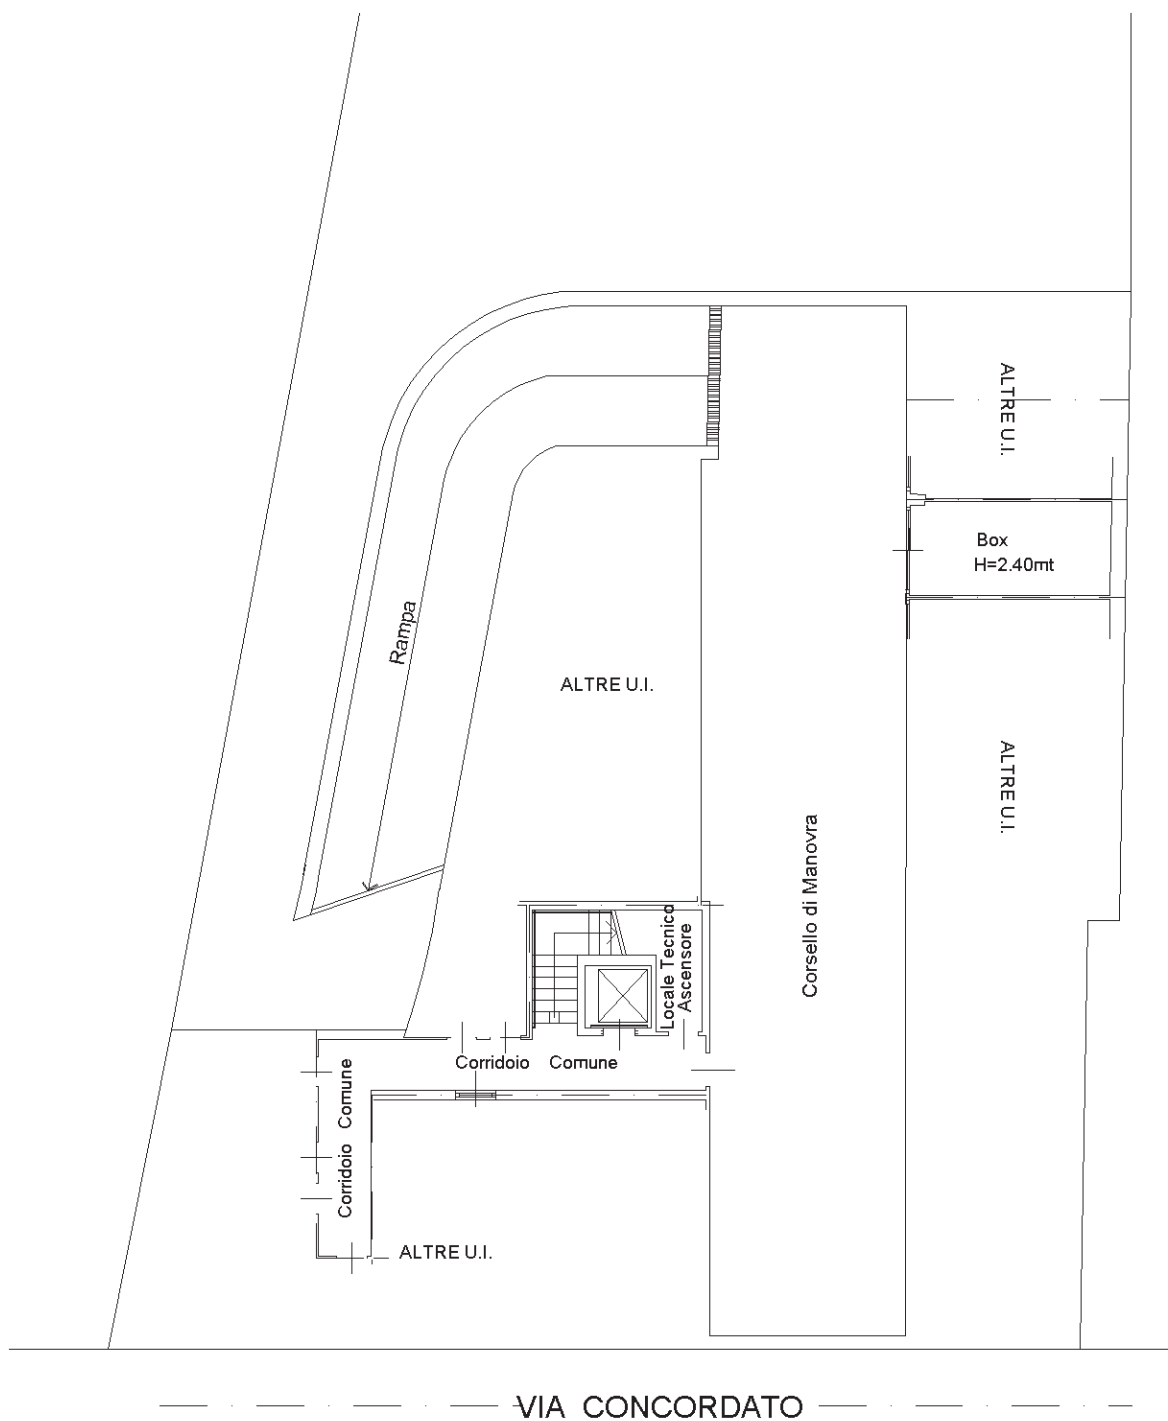 ALTRE U.I.
Box
H=2.40mt
Rampa
ALTRE U.I.
ALTRE U.I.
Corsello di Manovra
Locale Tecnico
Ascensore
Corridoio Comune
Corridoio Comune
ALTRE U.I.
VIA CONCORDATO